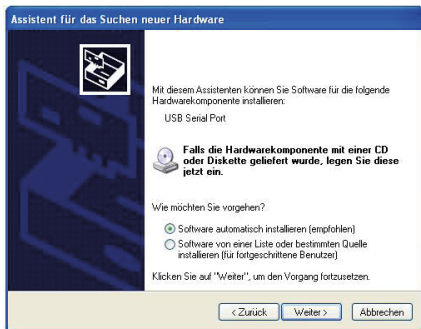 Assistent für das Suchen neuer Hardware
Mit diesem Assistenten können Sie Software für die folgende
Hardwarekomponente installieren:
USB Serial Port
Falls die Hardwarekomponente mit einer CD
oder Diskette geliefert wurde, legen Sie diese
jetzt ein.
Wie möchten Sie vorgehen?
Software automatisch installieren (empfohlen)
Software von einer Liste oder bestimmten Quelle
installieren (für fortgeschrittene Benutzer)
Klicken Sie auf "Weiter", um den Vorgang fortzusetzen.
< Zurück Weiter > Abbrechen